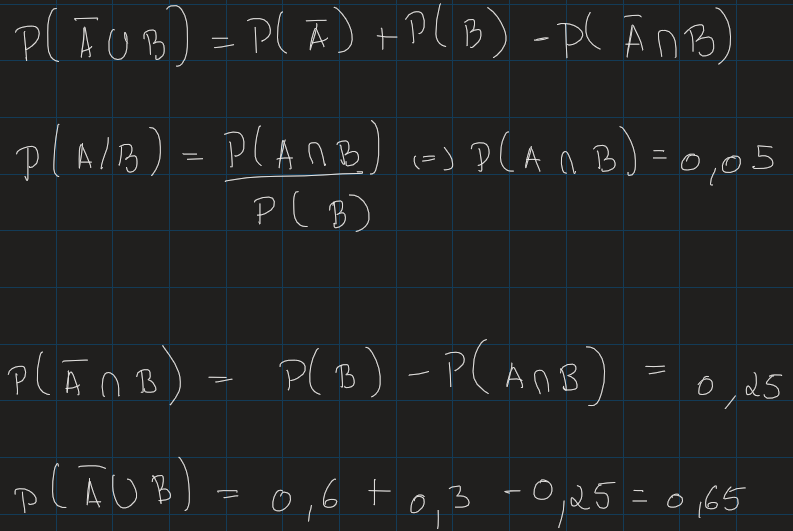 P(A̅ ∪ B) = P(A̅) + P(B) - P(A̅ ∩ B)
P(A/B) = P(A ∩ B) / P(B) (=) P(A ∩ B) = 0,05
P(A̅ ∩ B) = P(B) - P(A ∩ B) = 0,25
P(A̅ ∪ B) = 0,6 + 0,3 - 0,25 = 0,65